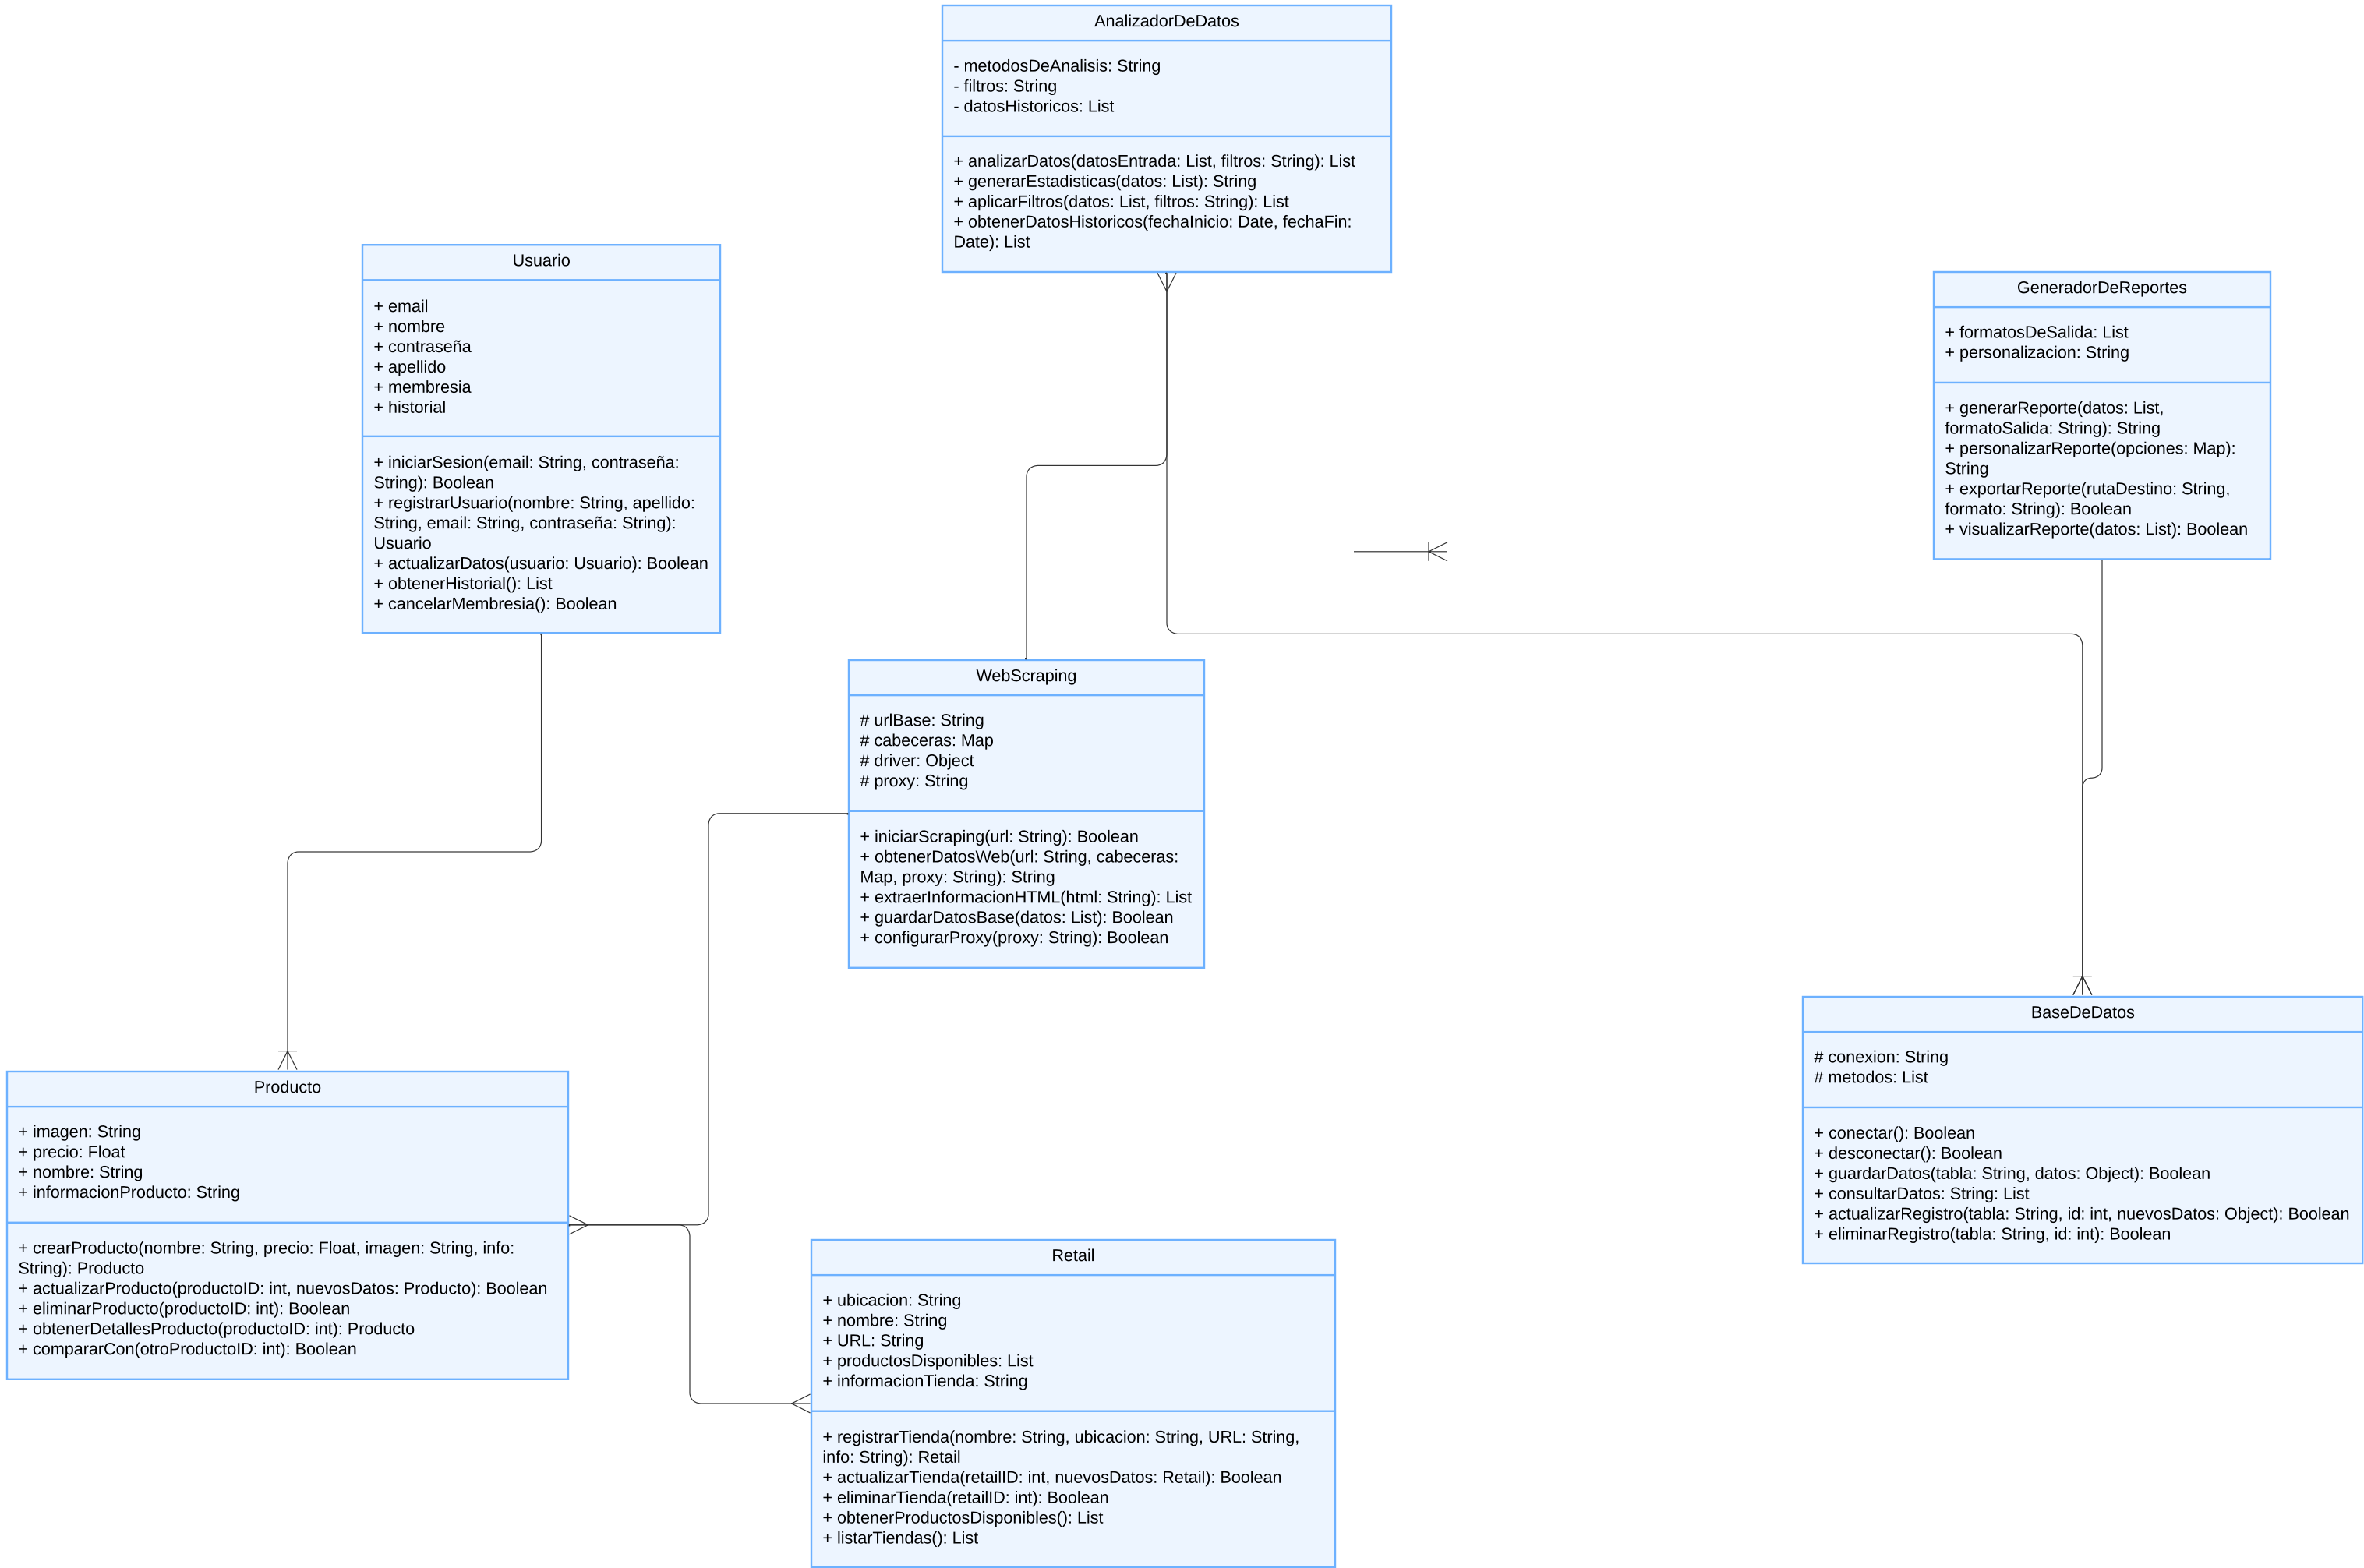 AnalizadorDeDatos
- metodosDeAnalisis: String
- filtros: String
- datosHistoricos: List
+ analizarDatos(datosEntrada: List, filtros: String): List
+ generarEstadisticas(datos: List): String
+ aplicarFiltros(datos: List, filtros: String): List
+ obtenerDatosHistoricos(fechaInicio: Date, fechaFin:
Date): List
Usuario
+ email
+ nombre
+ contraseña
+ apellido
+ membresia
+ historial
+ iniciarSesion(email: String, contraseña:
String): Boolean
+ registrarUsuario(nombre: String, apellido:
String, email: String, contraseña: String):
Usuario
+ actualizarDatos(usuario: Usuario): Boolean
+ obtenerHistorial(): List
+ cancelarMembresia(): Boolean
GeneradorDeReportes
+ formatosDeSalida: List
+ personalizacion: String
+ generarReporte(datos: List,
formatoSalida: String): String
+ personalizarReporte(opciones: Map):
String
+ exportarReporte(rutaDestino: String,
formato: String): Boolean
+ visualizarReporte(datos: List): Boolean
WebScraping
# urlBase: String
# cabeceras: Map
# driver: Object
# proxy: String
+ iniciarScraping(url: String): Boolean
+ obtenerDatosWeb(url: String, cabeceras:
Map, proxy: String): String
+ extraerInformacionHTML(html: String): List
+ guardarDatosBase(datos: List): Boolean
+ configurarProxy(proxy: String): Boolean
BaseDeDatos
# conexion: String
# metodos: List
+ conectar(): Boolean
+ desconectar(): Boolean
+ guardarDatos(tabla: String, datos: Object): Boolean
+ consultarDatos: String: List
+ actualizarRegistro(tabla: String, id: int, nuevosDatos: Object): Boolean
+ eliminarRegistro(tabla: String, id: int): Boolean
Producto
+ imagen: String
+ precio: Float
+ nombre: String
+ informacionProducto: String
+ crearProducto(nombre: String, precio: Float, imagen: String, info:
String): Producto
+ actualizarProducto(productoID: int, nuevosDatos: Producto): Boolean
+ eliminarProducto(productoID: int): Boolean
+ obtenerDetallesProducto(productoID: int): Producto
+ compararCon(otroProductoID: int): Boolean
Retail
+ ubicacion: String
+ nombre: String
+ URL: String
+ productosDisponibles: List
+ informacionTienda: String
+ registrarTienda(nombre: String, ubicacion: String, URL: String,
info: String): Retail
+ actualizarTienda(retailID: int, nuevosDatos: Retail): Boolean
+ eliminarTienda(retailID: int): Boolean
+ obtenerProductosDisponibles(): List
+ listarTiendas(): List